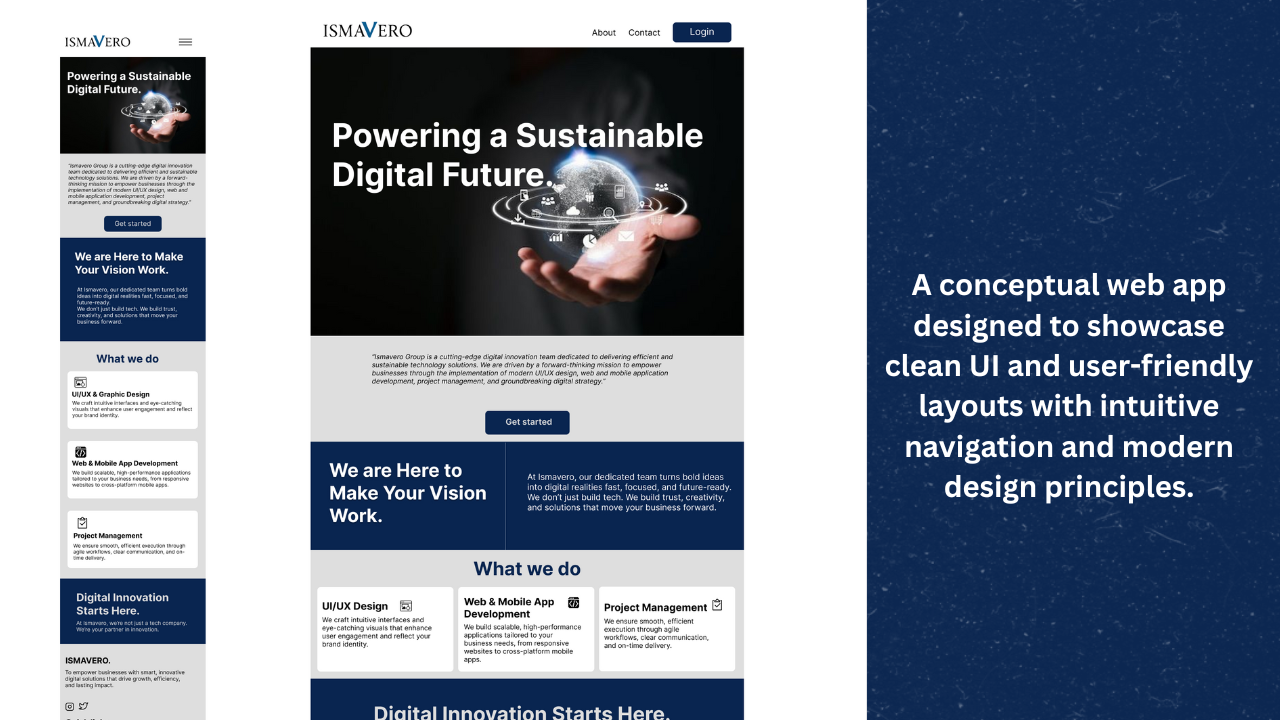 ISMAVERO
Powering a Sustainable
Digital Future.
"Ismavero Group is a cutting-edge digital innovation
team dedicated to delivering efficient and sustainable
technology solutions. We are driven by a forward-
thinking mission to empower businesses through the
implementation of modern UI/UX design, web and
mobile application development, project
management, and groundbreaking digital strategy."
Get started
We are Here to Make
Your Vision Work.
At Ismavero, our dedicated team turns bold
ideas into digital realities fast, focused, and
future-ready.
We don't just build tech. We build trust,
creativity, and solutions that move your
business forward.
What we do
UI/UX & Graphic Design
We craft intuitive interfaces and eye-catching
visuals that enhance user engagement and reflect
your brand identity.
Web & Mobile App Development
We build scalable, high-performance applications
tailored to your business needs, from responsive
websites to cross-platform mobile apps.
Project Management
We ensure smooth, efficient execution through
agile workflows, clear communication, and on-
time delivery.
Digital Innovation
Starts Here.
At Ismavero, we're not just a tech company.
We're your partner in innovation.
ISMAVERO.
To empower businesses with smart, innovative
digital solutions that drive growth, efficiency,
and lasting impact.
ISMAVERO
About Contact Login
Powering a Sustainable
Digital Future.
"Ismavero Group is a cutting-edge digital innovation team dedicated to delivering efficient and
sustainable technology solutions. We are driven by a forward-thinking mission to empower
businesses through the implementation of modern UI/UX design, web and mobile application
development, project management, and groundbreaking digital strategy."
Get started
We are Here to
Make Your Vision
Work.
At Ismavero, our dedicated team turns bold ideas
into digital realities fast, focused, and future-ready.
We don't just build tech. We build trust, creativity,
and solutions that move your business forward.
What we do
UI/UX Design
We craft intuitive interfaces and
eye-catching visuals that enhance
user engagement and reflect your
brand identity.
Web & Mobile App
Development
We build scalable, high-performance
applications tailored to your
business needs, from responsive
websites to cross-platform mobile
apps.
Project Management
We ensure smooth, efficient
execution through agile
workflows, clear communication,
and on-time delivery.
Digital Innovation Starts Here.
A conceptual web app
designed to showcase
clean UI and user-friendly
layouts with intuitive
navigation and modern
design principles.